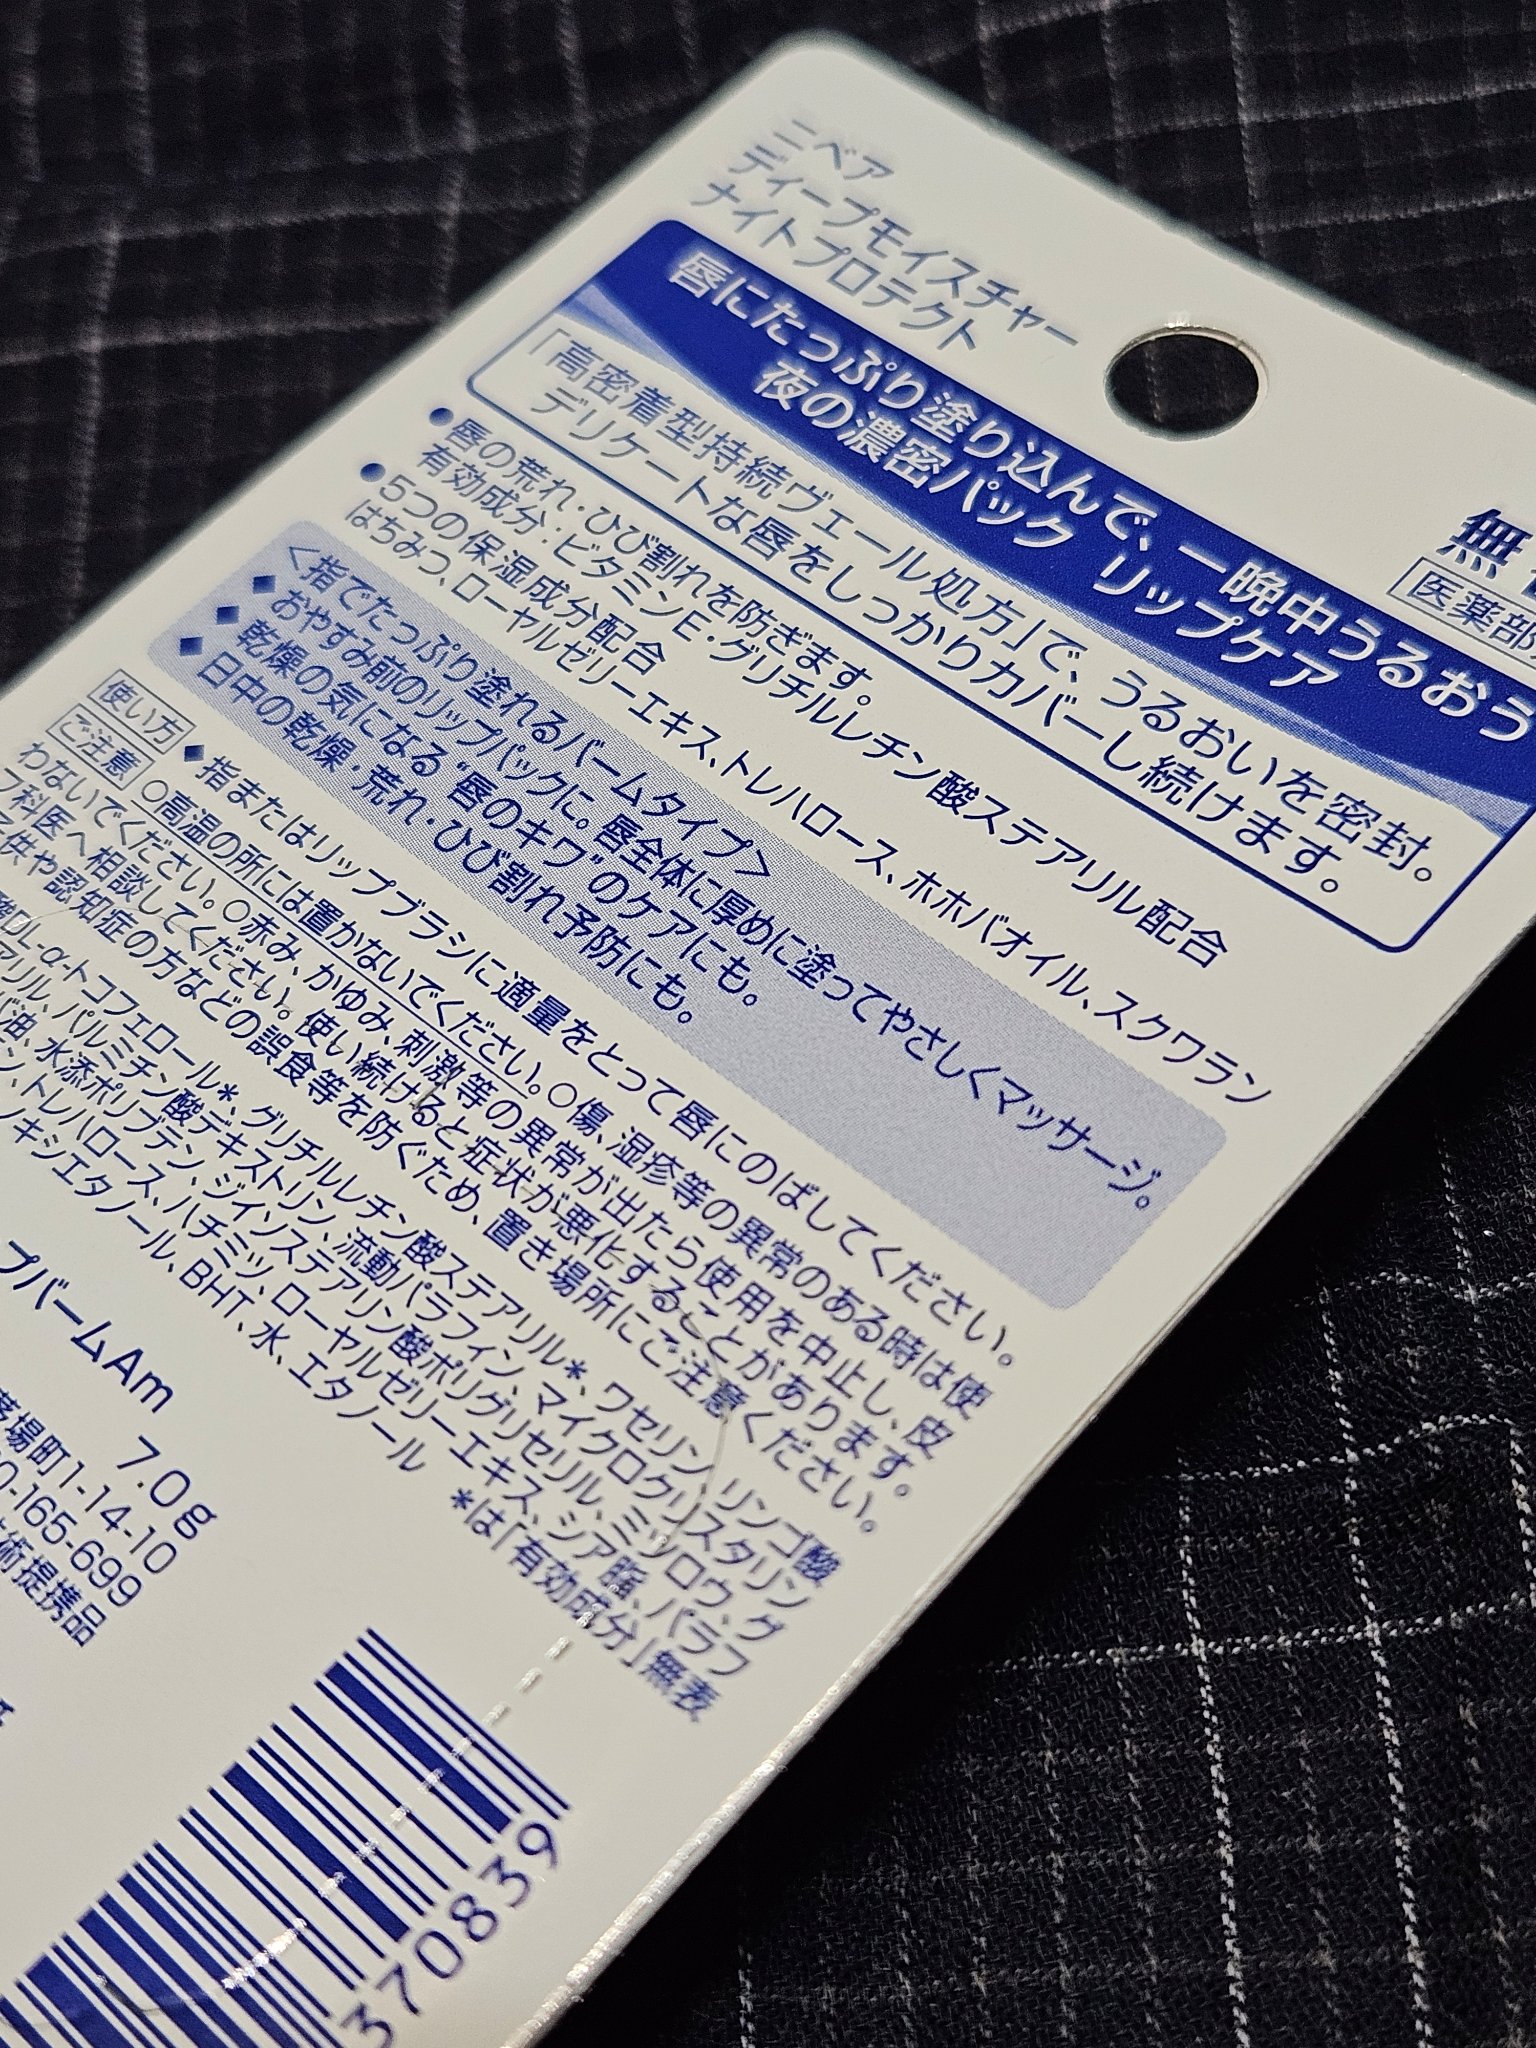 ニベア
ディープモイスチャー
ナイトプロテクト
無
医薬部
唇にたっぷり塗り込んで、一晩中うるおう
夜の濃密パック リップケア
「高密着型持続ヴェール処方」で、うるおいを密封。
デリケートな唇をしっかりカバーし続けます。
●唇の荒れ・ひび割れを防ぎます。
有効成分：ビタミンE・グリチルレチン酸ステアリル配合
●5つの保湿成分配合
はちみつ、ローヤルゼリーエキス、トレハロース、ホホバオイル、スクワラン
<指でたっぷり塗れるバームタイプ>
◆おやすみ前のリップパックに。唇全体に厚めに塗ってやさしくマッサージ。
◆乾燥の気になる“唇のキワ”のケアにも。
◆日中の乾燥・荒れ・ひび割れ予防にも。
使い方 ◆指またはリップブラシに適量をとって唇にのばしてください。
ご注意 ○高温の所には置かないでください。○傷、湿疹等の異常のある時は使
わないでください。○赤み、かゆみ、刺激等の異常が出たら使用を中止し、皮
フ科医へ相談してください。使い続けると症状が悪化することがあります。
供や認知症の方などの誤食等を防ぐため、置き場所にご注意ください。
酸DL-α-トコフェロール*、グリチルレチン酸ステアリル*、ワセリン、リンゴ酸
アリル、パルミチン酸デキストリン、流動パラフィン、マイクロクリスタリン
バ油、水添ポリブテン、ジイソステアリン酸ポリグリセリル、ミツロウ、グ
ン、トレハロース、ハチミツ、ローヤルゼリーエキス、シア脂、パラフ
ノキシエタノール、BHT、水、エタノール
*は「有効成分」無表
プバームAm
7.0g
場町1-14-10
0-165-699
術提携品
370839